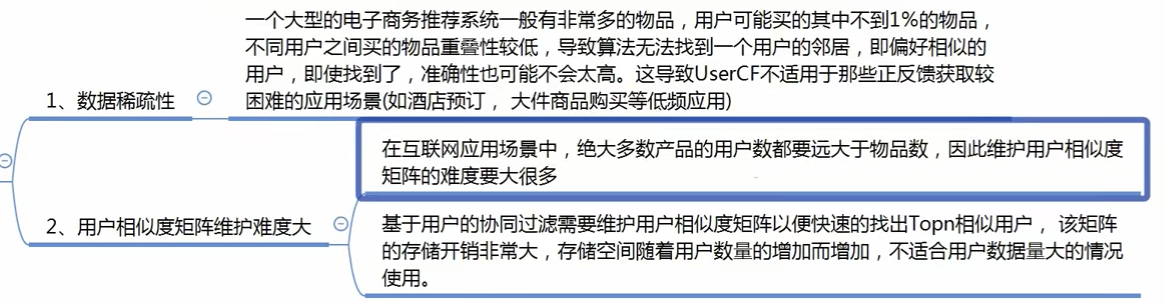 一个大型的电子商务推荐系统一般有非常多的物品，用户可能买的其中不到1%的物品，
不同用户之间买的物品重叠性较低，导致算法无法找到一个用户的邻居，即偏好相似的
用户，即使找到了，准确性也可能不会太高。这导致UserCF不适用于那些正反馈获取较
困难的应用场景(如酒店预订， 大件商品购买等低频应用)
1、数据稀疏性
在互联网应用场景中，绝大多数产品的用户数都要远大于物品数，因此维护用户相似度
矩阵的难度要大很多
2、用户相似度矩阵维护难度大
基于用户的协同过滤需要维护用户相似度矩阵以便快速的找出Topn相似用户， 该矩阵
的存储开销非常大，存储空间随着用户数量的增加而增加，不适合用户数据量大的情况
使用。